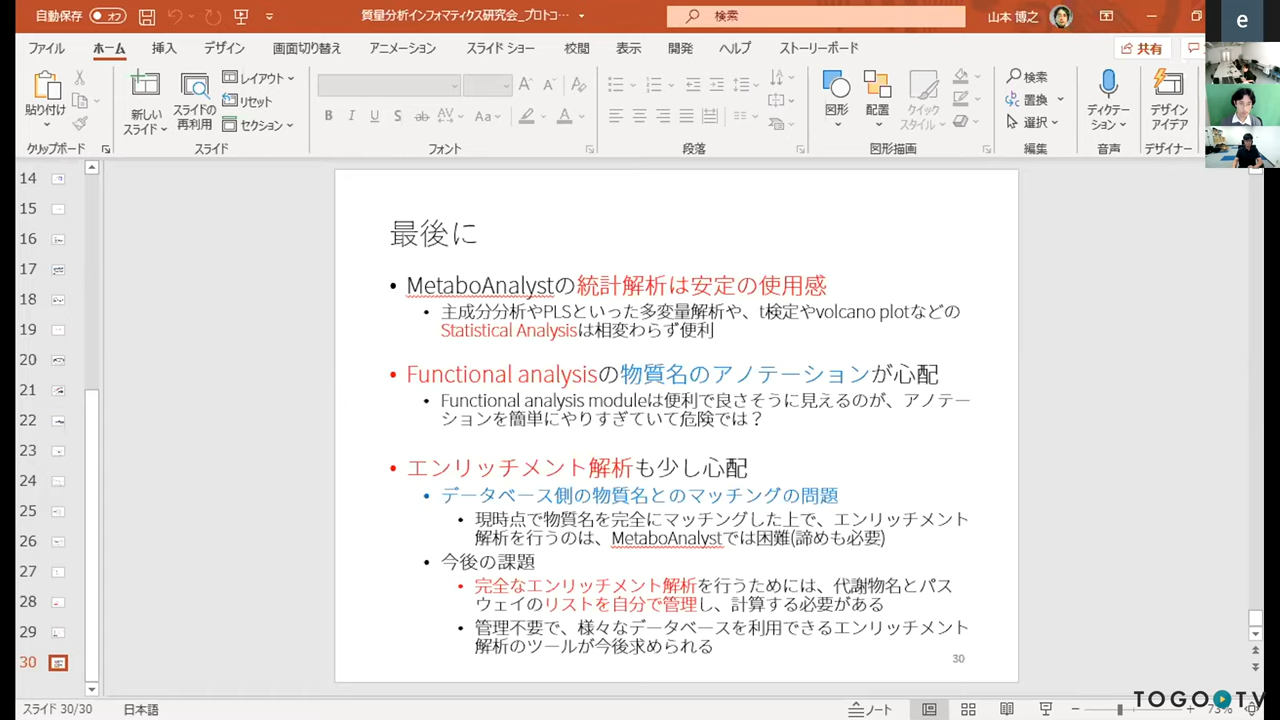 自動保存 オフ 質量分析インフォマティクス研究会_プロトコ… 検索 山本 博之 e
ファイル ホーム 挿入 デザイン 画面切り替え アニメーション スライド ショー 校閲 表示 開発 ヘルプ ストーリーボード 共有
貼り付け 新しいスライド スライドの再利用 レイアウト リセット セクション 図形 配置 クイックスタイル 検索 置換 選択 ディクテーション デザインアイデア
クリップボード スライド フォント 段落 図形描画 編集 音声 デザイナー
14
15
16
17
18
19
20
21
22
23
24
25
26
27
28
29
30
最後に
• MetaboAnalystの統計解析は安定の使用感
• 主成分分析やPLSといった多変量解析や、t検定やvolcano plotなどの
Statistical Analysisは相変わらず便利
• Functional analysisの物質名のアノテーションが心配
• Functional analysis moduleは便利で良さそうに見えるのが、アノテー
ションを簡単にやりすぎていて危険では？
• エンリッチメント解析も少し心配
• データベース側の物質名とのマッチングの問題
• 現時点で物質名を完全にマッチングした上で、エンリッチメント
解析を行うのは、MetaboAnalystでは困難(諦めも必要)
• 今後の課題
• 完全なエンリッチメント解析を行うためには、代謝物名とパス
ウェイのリストを自分で管理し、計算する必要がある
• 管理不要で、様々なデータベースを利用できるエンリッチメント
解析のツールが今後求められる
30
スライド 30/30 日本語 ノート 73%
TOGO TV